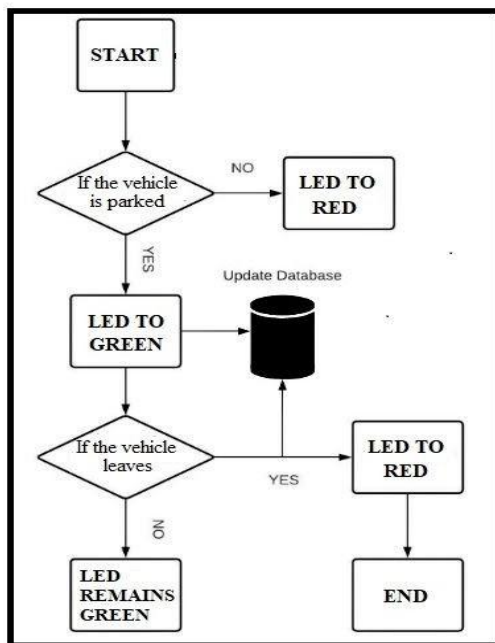 START
If the vehicle
is parked
NO
LED TO
RED
YES
Update Database
LED TO
GREEN
If the vehicle
leaves
YES
LED TO
RED
NO
LED
REMAINS
GREEN
END